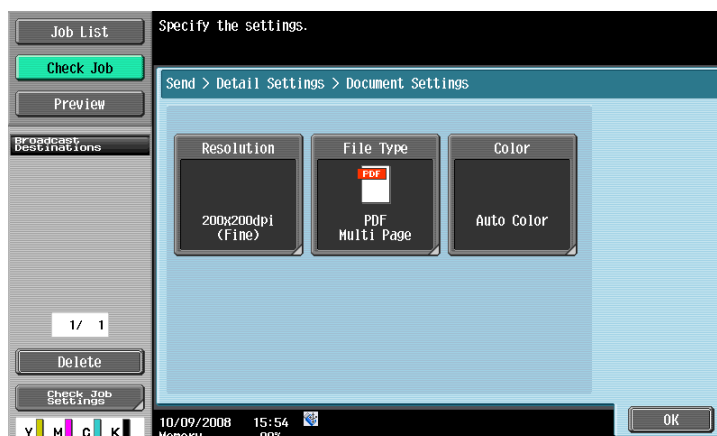 Job List
Specify the settings.
Check Job
Send > Detail Settings > Document Settings
Preview
Broadcast
Destinations
Resolution
200x200dpi
(Fine)
File Type
PDF
PDF
Multi Page
Color
Auto Color
1/ 1
Delete
Check Job
Settings
Y M C K
10/09/2008 15:54
Memory 99%
OK